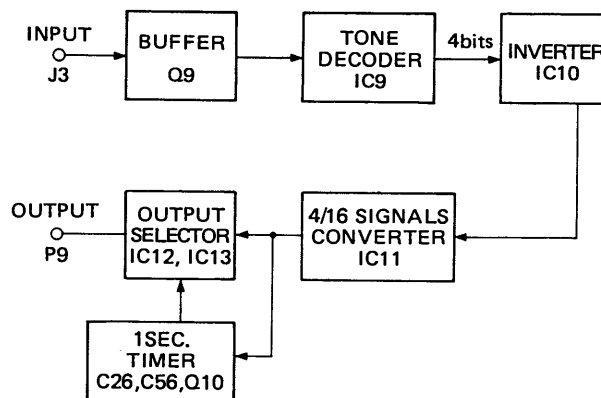 INPUT
J3
BUFFER
Q9
TONE
DECODER
IC9
4bits
INVERTER
IC10
OUTPUT
P9
OUTPUT
SELECTOR
IC12, IC13
4/16 SIGNALS
CONVERTER
IC11
1SEC.
TIMER
C26,C56,Q10